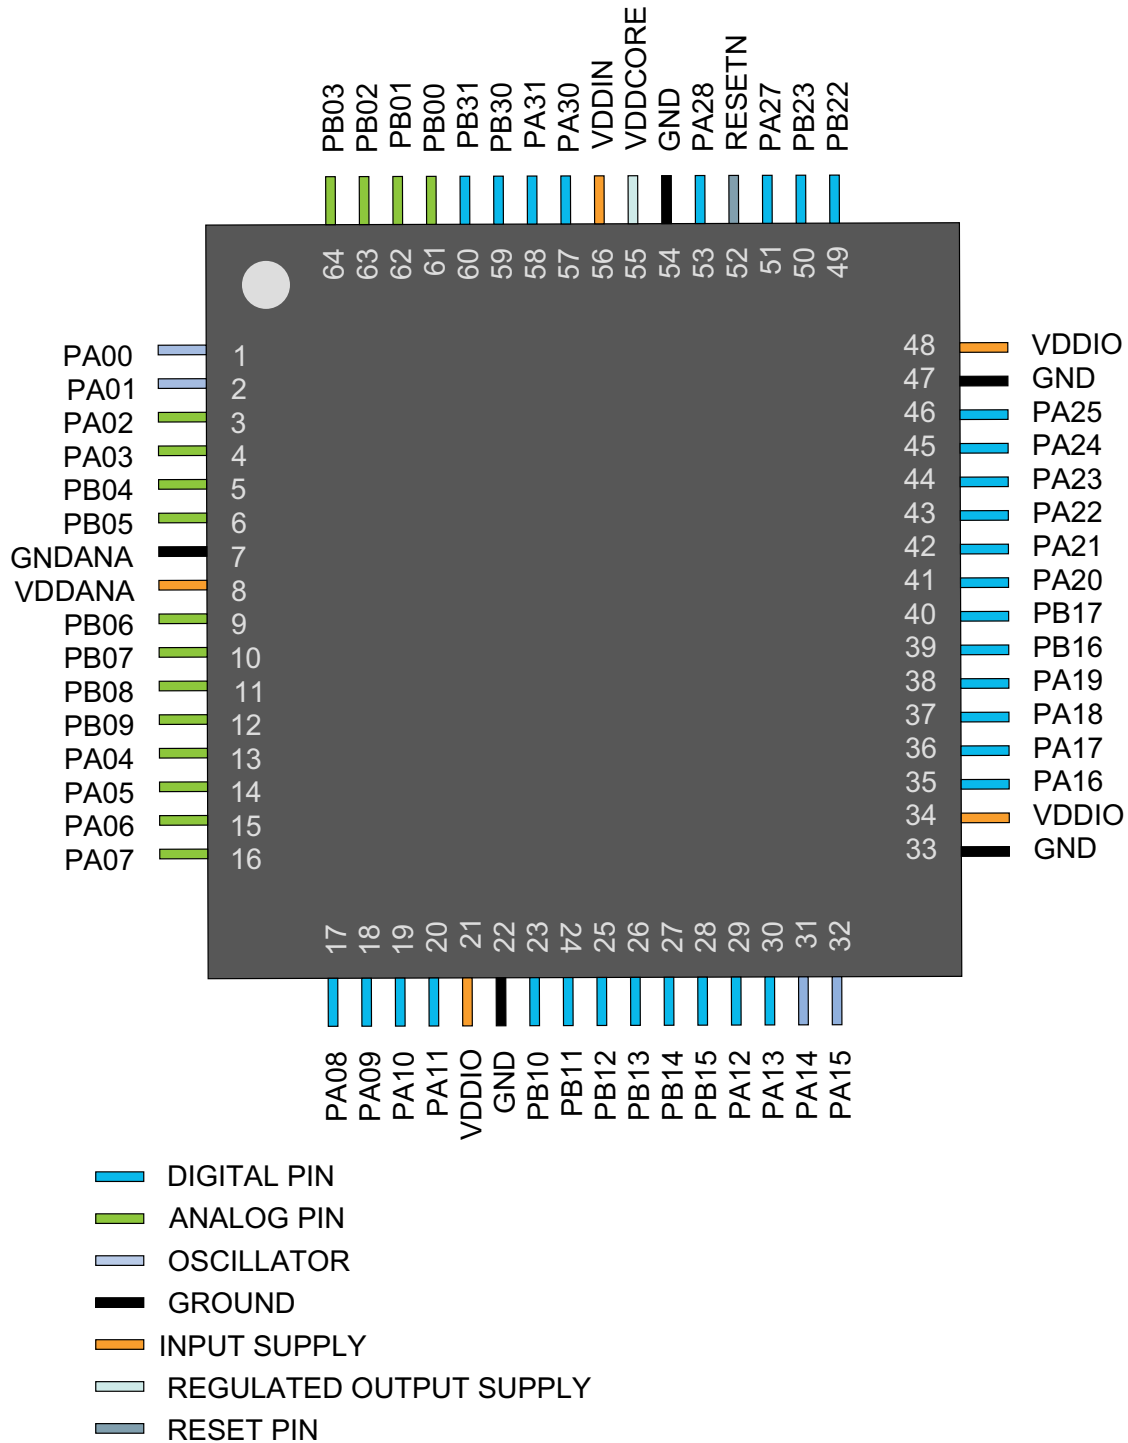 PB03 PB02 PB01 PB00 PB31 PB30 PA31 PA30 VDDIN VDDCORE GND PA28 RESETN PA27 PB23 PB22
64 63 62 61 60 59 58 57 56 55 54 53 52 51 50 49
PA00 1 48 VDDIO
PA01 2 47 GND
PA02 3 46 PA25
PA03 4 45 PA24
PB04 5 44 PA23
PB05 6 43 PA22
GNDANA 7 42 PA21
VDDANA 8 41 PA20
PB06 9 40 PB17
PB07 10 39 PB16
PB08 11 38 PA19
PB09 12 37 PA18
PA04 13 36 PA17
PA05 14 35 PA16
PA06 15 34 VDDIO
PA07 16 33 GND
17 18 19 20 21 22 23 24 25 26 27 28 29 30 31 32
PA08 PA09 PA10 PA11 VDDIO GND PB10 PB11 PB12 PB13 PB14 PB15 PA12 PA13 PA14 PA15
DIGITAL PIN
ANALOG PIN
OSCILLATOR
GROUND
INPUT SUPPLY
REGULATED OUTPUT SUPPLY
RESET PIN